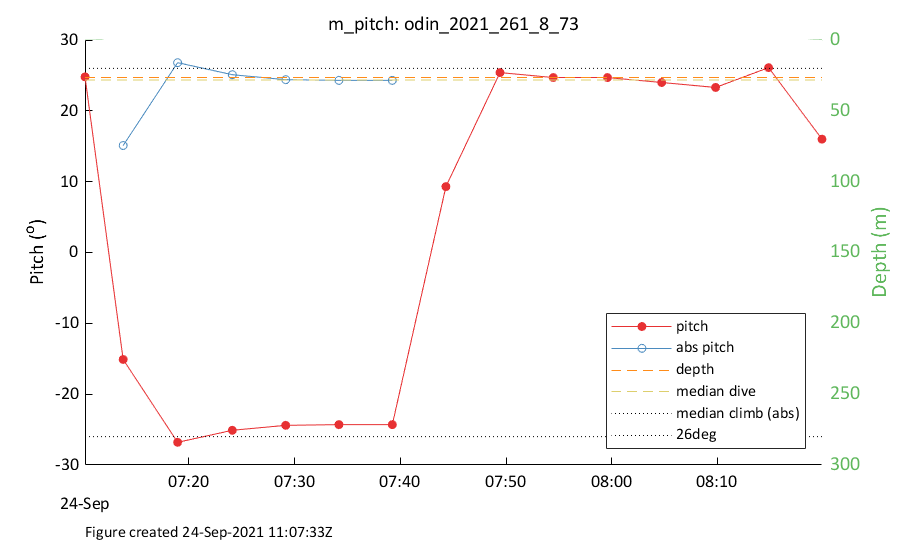 m_pitch: odin_2021_261_8_73
30
20
10
0
-10
-20
-30
Pitch (o)
0
50
100
150
200
250
300
Depth (m)
pitch
abs pitch
depth
median dive
median climb (abs)
26deg
07:20 07:30 07:40 07:50 08:00 08:10
24-Sep
Figure created 24-Sep-2021 11:07:33Z